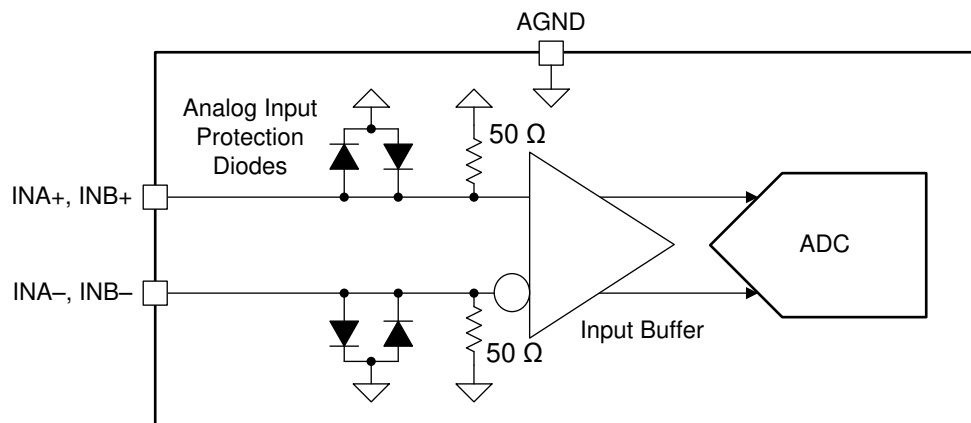 AGND
Analog Input
Protection
Diodes
50 Ω
INA+, INB+
ADC
INA–, INB–
Input Buffer
50 Ω